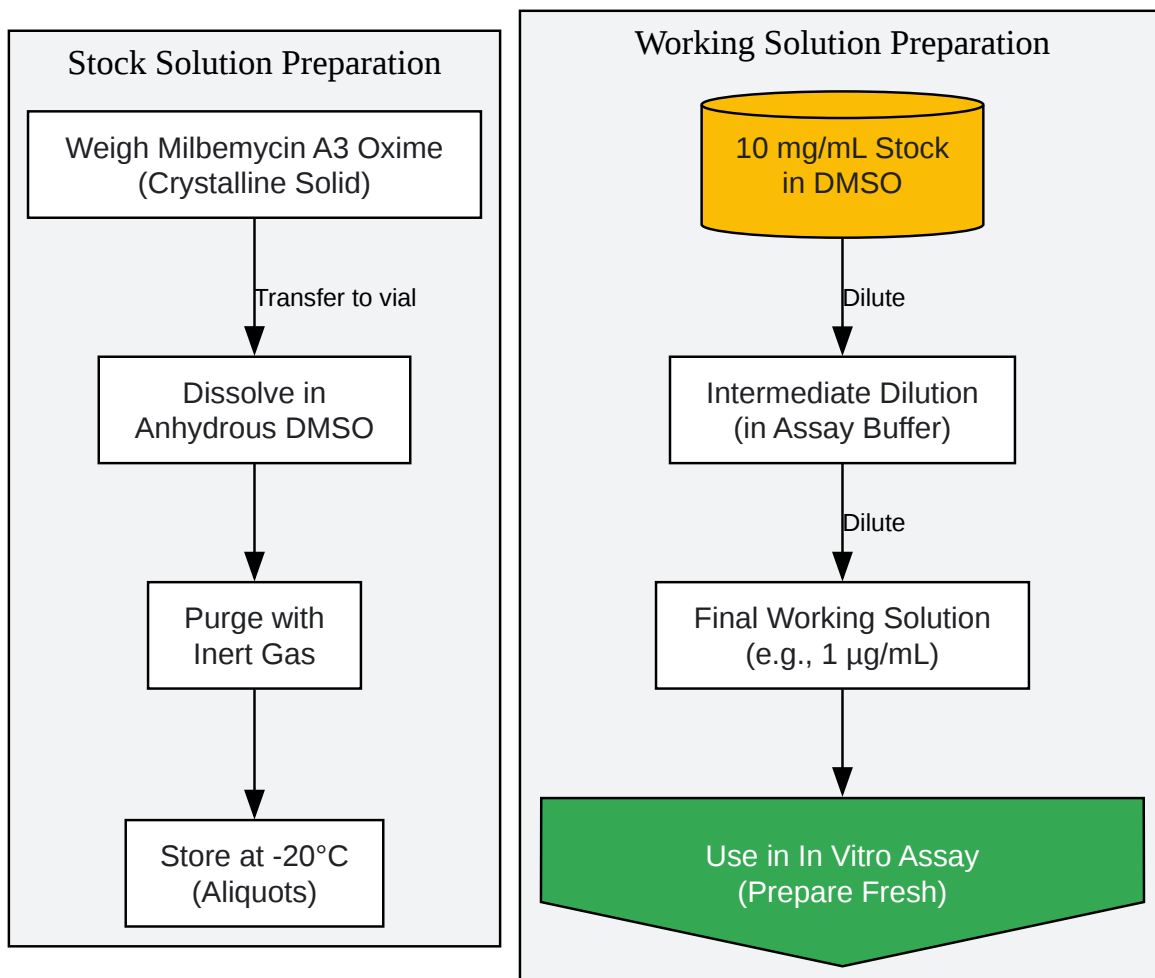 Stock Solution Preparation
Weigh Milbemycin A3 Oxime
(Crystalline Solid)
Transfer to vial
Dissolve in
Anhydrous DMSO
Purge with
Inert Gas
Store at -20°C
(Aliquots)
Working Solution Preparation
10 mg/mL Stock
in DMSO
Dilute
Intermediate Dilution
(in Assay Buffer)
Dilute
Final Working Solution
(e.g., 1 µg/mL)
Use in In Vitro Assay
(Prepare Fresh)